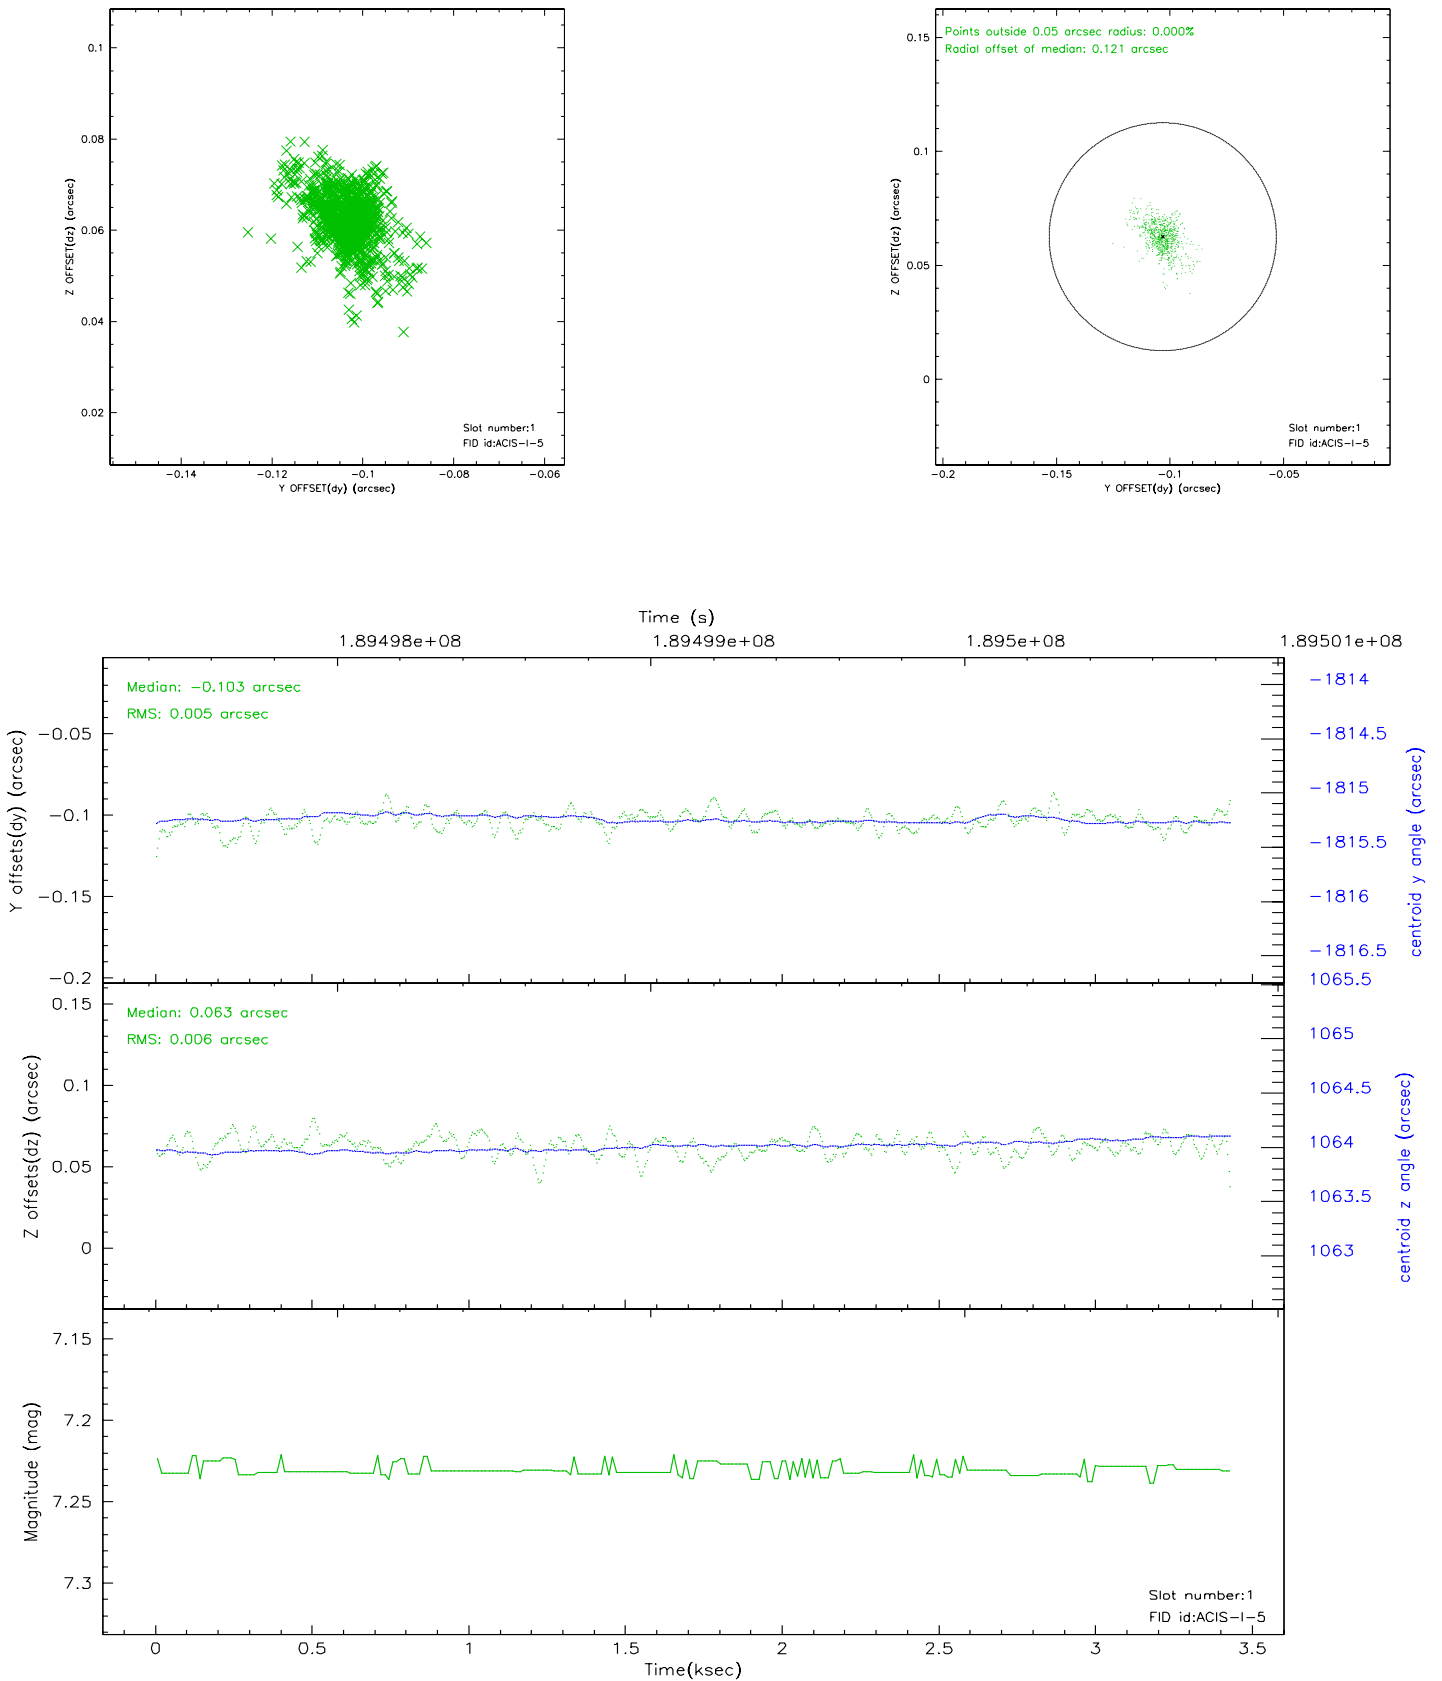 0.1
0.08
0.06
0.04
0.02
Z OFFSET(dz) (arcsec)
Slot number:1
FID id:ACIS-I-5
-0.14 -0.12 -0.1 -0.08 -0.06
Y OFFSET(dy) (arcsec)
Points outside 0.05 arcsec radius: 0.000%
Radial offset of median: 0.121 arcsec
0.15
0.1
0.05
0
Z OFFSET(dz) (arcsec)
Slot number:1
FID id:ACIS-I-5
-0.2 -0.15 -0.1 -0.05
Y OFFSET(dy) (arcsec)
Time (s)
1.89498e+08 1.89499e+08 1.895e+08 1.89501e+08
Median: -0.103 arcsec
RMS: 0.005 arcsec
-0.05
-0.1
-0.15
-0.2
Y offsets(dy) (arcsec)
-1814
-1814.5
-1815
-1815.5
-1816
-1816.5
centroid y angle (arcsec)
Median: 0.063 arcsec
RMS: 0.006 arcsec
0.15
0.1
0.05
0
Z offsets(dz) (arcsec)
1065.5
1065
1064.5
1064
1063.5
1063
centroid z angle (arcsec)
7.15
7.2
7.25
7.3
Magnitude (mag)
Slot number:1
FID id:ACIS-I-5
0 0.5 1 1.5 2 2.5 3 3.5
Time(ksec)